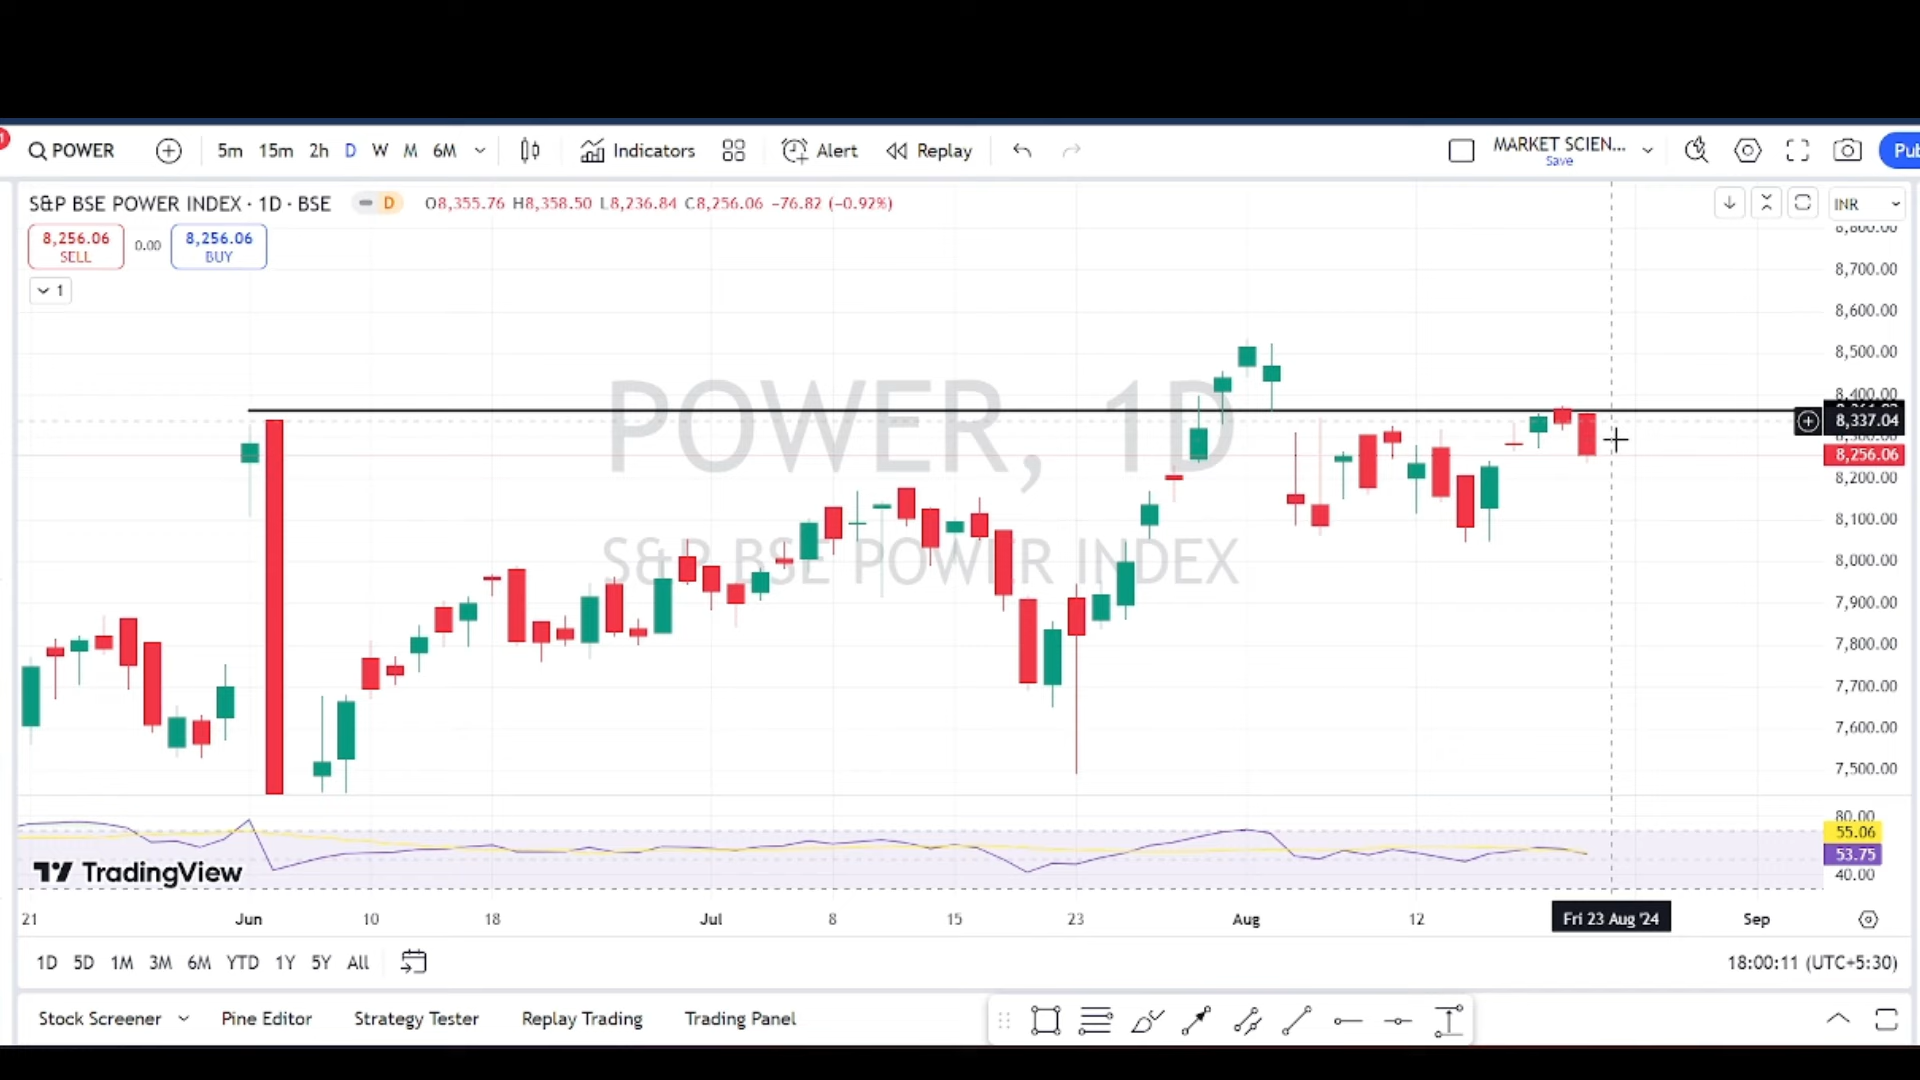 POWER
5m 15m 2h D W M 6M
Indicators
Alert
Replay
MARKET SCIEN...
Save
Pub
S&P BSE POWER INDEX · 1D · BSE
D
O8,355.76 H8,358.50 L8,236.84 C8,256.06 −76.82 (−0.92%)
INR
8,256.06
SELL
0.00
8,256.06
BUY
1
POWER, 1D
S&P BSE POWER INDEX
8,800.00
8,700.00
8,600.00
8,500.00
8,400.00
8,337.04
8,300.00
8,256.06
8,200.00
8,100.00
8,000.00
7,900.00
7,800.00
7,700.00
7,600.00
7,500.00
80.00
55.06
53.75
40.00
TradingView
21 Jun 10 18 Jul 8 15 23 Aug 12 Fri 23 Aug '24 Sep
1D 5D 1M 3M 6M YTD 1Y 5Y All
18:00:11 (UTC+5:30)
Stock Screener Pine Editor Strategy Tester Replay Trading Trading Panel